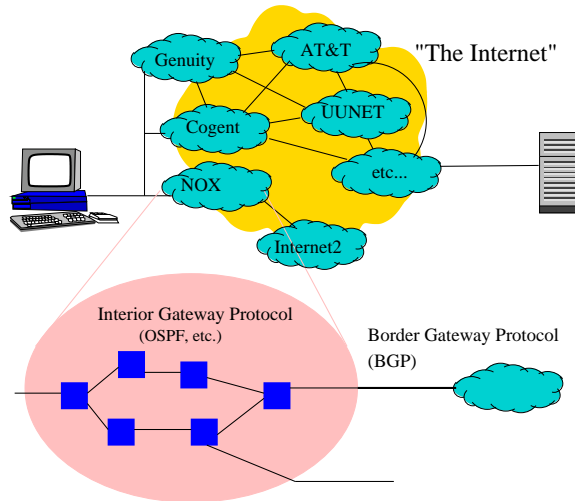 AT&T
"The Internet"
Genuity
UUNET
Cogent
etc...
NOX
Internet2
Interior Gateway Protocol
(OSPF, etc.)
Border Gateway Protocol
(BGP)